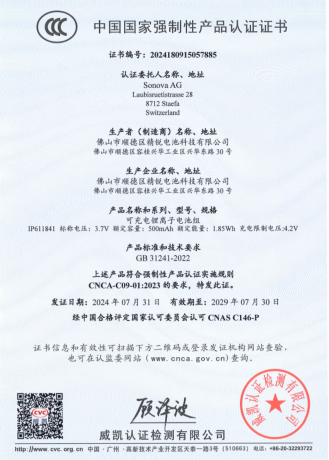 CCC
中国国家强制性产品认证证书
证书编号：2024180915057885
认证委托人名称、地址
Sonova AG
Laubisruetistrasse 28
8712 Staefa
Switzerland
生产者（制造商）名称、地址
佛山市顺德区精锐电池科技有限公司
佛山市顺德区容桂兴华工业区兴华东路 30 号
生产企业名称、地址
佛山市顺德区精锐电池科技有限公司
佛山市顺德区容桂兴华工业区兴华东路 30 号
产品名称和系列、型号、规格
可充电锂离子电池组
IP611841 标称电压：3.7V 额定容量：500mAh 额定能量：1.85Wh 充电限制电压:4.2V
产品标准和技术要求
GB 31241-2022
上述产品符合强制性产品认证实施规则
CNCA-C09-01:2023 的要求，特发此证。
发证日期：2024 年 07 月 31 日 有效期至：2029 年 07 月 30 日
经中国合格评定国家认可委员会认可 CNAS C146-P
证书信息和有效性可扫描下方二维码或登录发证机构网站查验，
也可在认监委网站（www.cnca.gov.cn)查询。
CVC
威凯认证检测有限公司
威凯认证检测有限公司
http://www.cvc.org.cn 中国·广州·高新技术产业开发区天泰一路3号（510663） 电话：+86-20-32293722